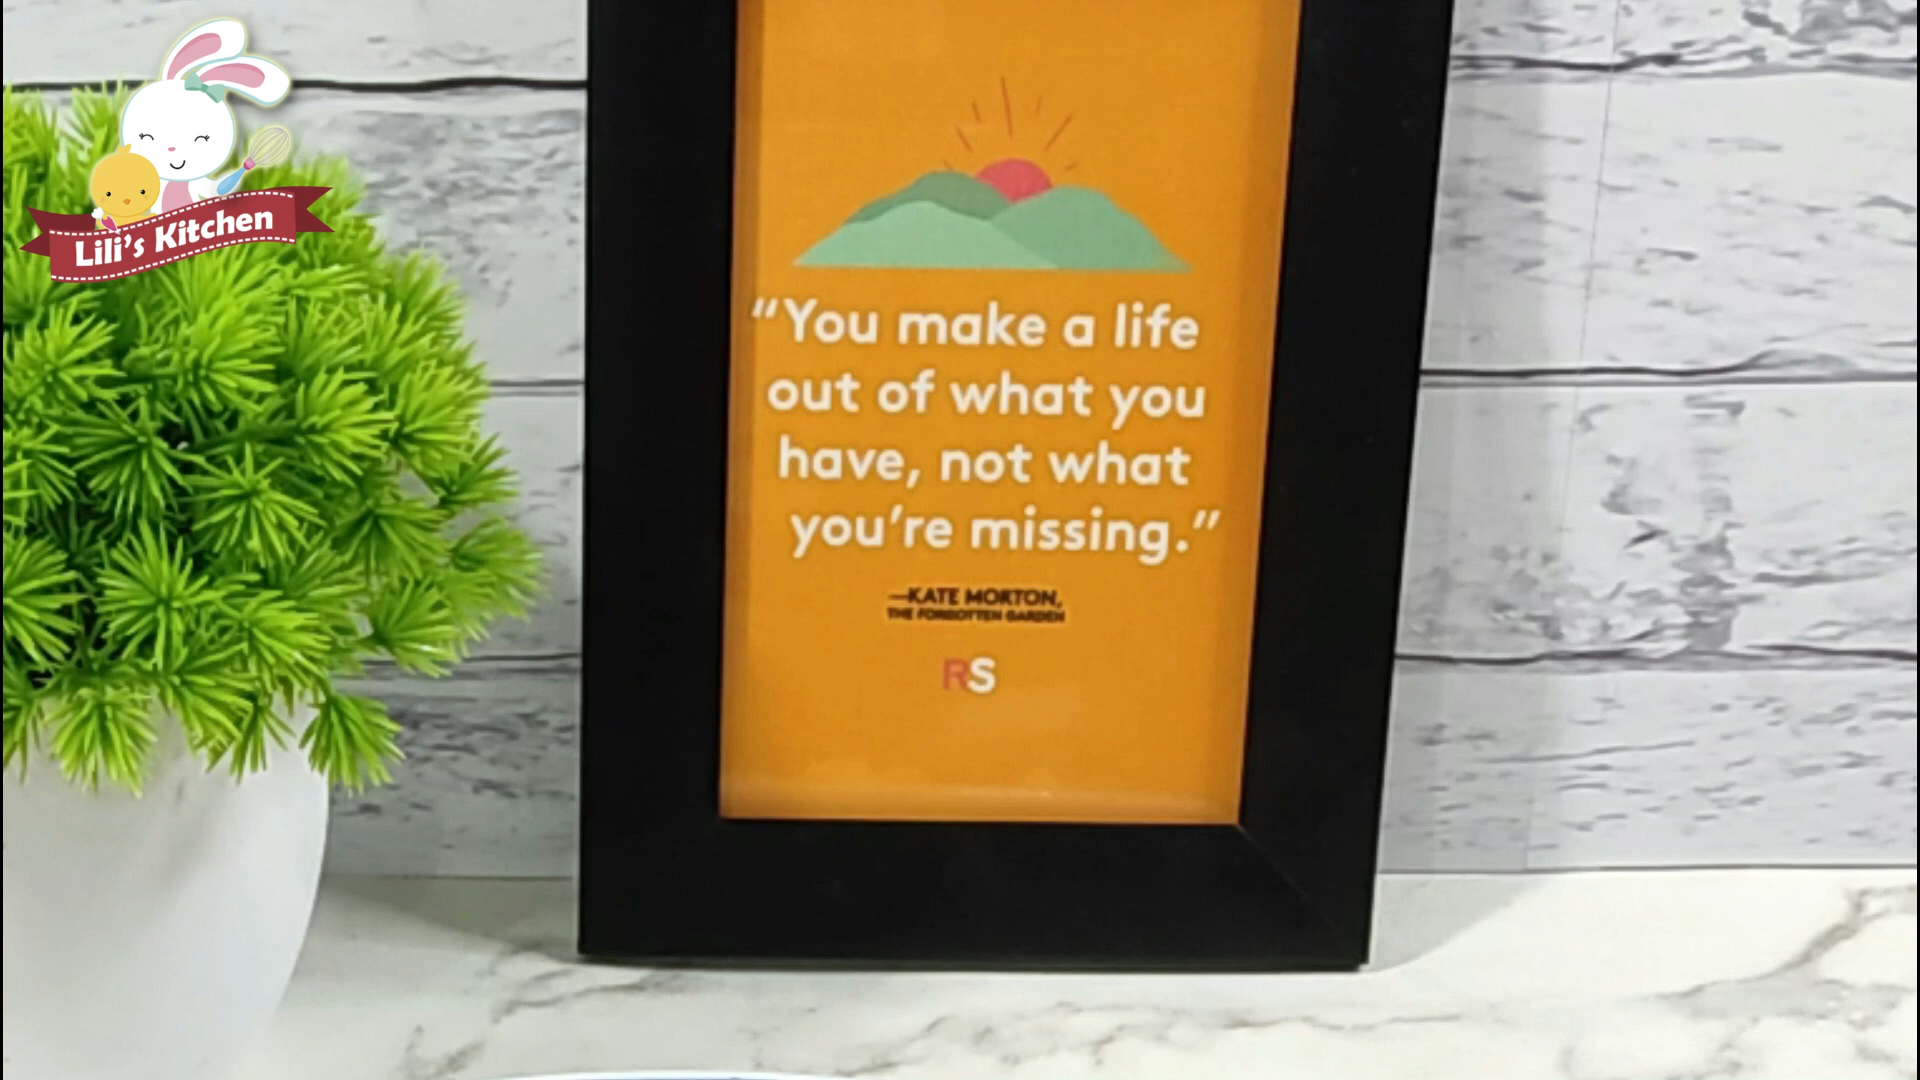 Lili's Kitchen
“You make a life
out of what you
have, not what
you’re missing.”
—KATE MORTON,
THE FORGOTTEN GARDEN
RS